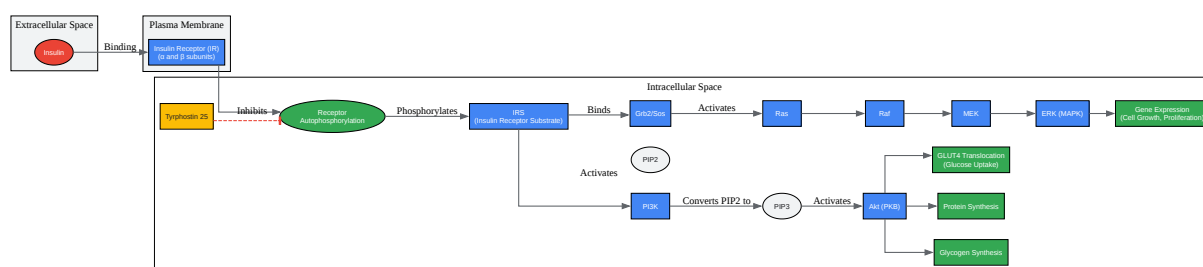 Extracellular Space
Plasma Membrane
Insulin
Binding
Insulin Receptor (IR)
(α and β subunits)
Intracellular Space
Tyrphostin 25
Inhibits
Receptor
Autophosphorylation
Phosphorylates
IRS
(Insulin Receptor Substrate)
Binds
Grb2/Sos
Activates
Ras
Raf
MEK
ERK (MAPK)
Gene Expression
(Cell Growth, Proliferation)
PIP2
GLUT4 Translocation
(Glucose Uptake)
Activates
PI3K
Converts PIP2 to
PIP3
Activates
Akt (PKB)
Protein Synthesis
Glycogen Synthesis